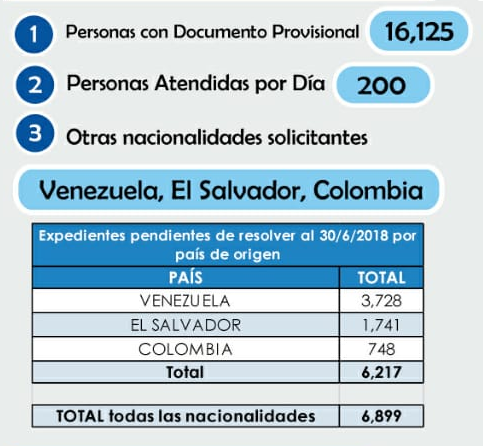 1 Personas con Documento Provisional 16,125
2 Personas Atendidas por Día 200
3 Otras nacionalidades solicitantes
Venezuela, El Salvador, Colombia
Expedientes pendientes de resolver al 30/6/2018 por
país de origen
PAÍS TOTAL
VENEZUELA 3,728
EL SALVADOR 1,741
COLOMBIA 748
Total 6,217
TOTAL todas las nacionalidades 6,899